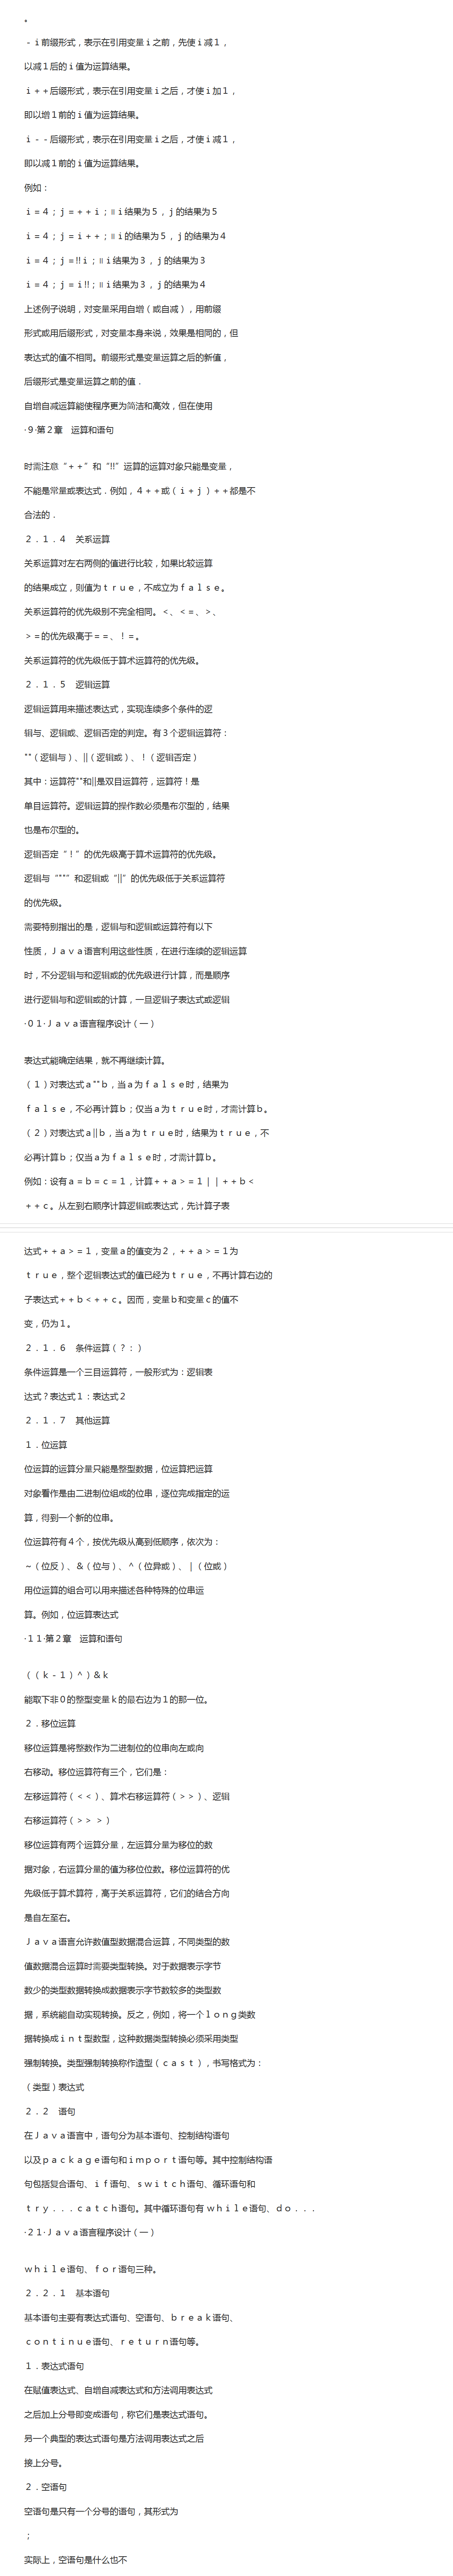 。
－ｉ前缀形式，表示在引用变量ｉ之前，先使ｉ减１，
以减１后的ｉ值为运算结果。
ｉ＋＋后缀形式，表示在引用变量ｉ之后，才使ｉ加１，
即以增１前的ｉ值为运算结果。
ｉ－－后缀形式，表示在引用变量ｉ之后，才使ｉ减１，
即以减１前的ｉ值为运算结果。
例如：
ｉ＝４；ｊ＝＋＋ｉ；॥ｉ结果为５，ｊ的结果为５
ｉ＝４；ｊ＝ｉ＋＋；॥ｉ的结果为５，ｊ的结果为４
ｉ＝４；ｊ＝!!ｉ；॥ｉ结果为３，ｊ的结果为３
ｉ＝４；ｊ＝ｉ!!；॥ｉ结果为３，ｊ的结果为４
上述例子说明，对变量采用自增（或自减），用前缀
形式或用后缀形式，对变量本身来说，效果是相同的，但
表达式的值不相同。前缀形式是变量运算之后的新值，
后缀形式是变量运算之前的值．
自增自减运算能使程序更为简洁和高效，但在使用
·９·第２章　运算和语句
时需注意“＋＋”和“!!”运算的运算对象只能是变量，
不能是常量或表达式．例如，４＋＋或（ｉ＋ｊ）＋＋都是不
合法的．
２．１．４　关系运算
关系运算对左右两侧的值进行比较，如果比较运算
的结果成立，则值为ｔｒｕｅ，不成立为ｆａｌｓｅ。
关系运算符的优先级别不完全相同。＜、＜＝、＞、
＞＝的优先级高于＝＝、！＝。
关系运算符的优先级低于算术运算符的优先级。
２．１．５　逻辑运算
逻辑运算用来描述表达式，实现连续多个条件的逻
辑与、逻辑或、逻辑否定的判定。有３个逻辑运算符：
""（逻辑与）、||（逻辑或）、！（逻辑否定）
其中：运算符""和||是双目运算符，运算符！是
单目运算符。逻辑运算的操作数必须是布尔型的，结果
也是布尔型的。
逻辑否定“！”的优先级高于算术运算符的优先级。
逻辑与“""”和逻辑或“||”的优先级低于关系运算符
的优先级。
需要特别指出的是，逻辑与和逻辑或运算符有以下
性质，Ｊａｖａ语言利用这些性质，在进行连续的逻辑运算
时，不分逻辑与和逻辑或的优先级进行计算，而是顺序
进行逻辑与和逻辑或的计算，一旦逻辑子表达式或逻辑
·０１·Ｊａｖａ语言程序设计（一）
表达式能确定结果，就不再继续计算。
（１）对表达式ａ""ｂ，当ａ为ｆａｌｓｅ时，结果为
ｆａｌｓｅ，不必再计算ｂ；仅当ａ为ｔｒｕｅ时，才需计算ｂ。
（２）对表达式ａ||ｂ，当ａ为ｔｒｕｅ时，结果为ｔｒｕｅ，不
必再计算ｂ；仅当ａ为ｆａｌｓｅ时，才需计算ｂ。
例如：设有ａ＝ｂ＝ｃ＝１，计算＋＋ａ＞＝１｜｜＋＋ｂ＜
＋＋ｃ。从左到右顺序计算逻辑或表达式，先计算子表
达式＋＋ａ＞＝１，变量ａ的值变为２，＋＋ａ＞＝１为
ｔｒｕｅ，整个逻辑表达式的值已经为ｔｒｕｅ，不再计算右边的
子表达式＋＋ｂ＜＋＋ｃ。因而，变量ｂ和变量ｃ的值不
变，仍为１。
２．１．６　条件运算（？：）
条件运算是一个三目运算符，一般形式为：逻辑表
达式？表达式１：表达式２
２．１．７　其他运算
１．位运算
位运算的运算分量只能是整型数据，位运算把运算
对象看作是由二进制位组成的位串，逐位完成指定的运
算，得到一个新的位串。
位运算符有４个，按优先级从高到低顺序，依次为：
～（位反）、＆（位与）、＾（位异或）、｜（位或）
用位运算的组合可以用来描述各种特殊的位串运
算。例如，位运算表达式
·１１·第２章　运算和语句
（（ｋ－１）＾）＆ｋ
能取下非０的整型变量ｋ的最右边为１的那一位。
２．移位运算
移位运算是将整数作为二进制位的位串向左或向
右移动。移位运算符有三个，它们是：
左移运算符（＜＜）、算术右移运算符（＞＞）、逻辑
右移运算符（＞＞ ＞）
移位运算有两个运算分量，左运算分量为移位的数
据对象，右运算分量的值为移位位数。移位运算符的优
先级低于算术算符，高于关系运算符，它们的结合方向
是自左至右。
Ｊａｖａ语言允许数值型数据混合运算，不同类型的数
值数据混合运算时需要类型转换。对于数据表示字节
数少的类型数据转换成数据表示字节数较多的类型数
据，系统能自动实现转换。反之，例如，将一个ｌｏｎｇ类数
据转换成ｉｎｔ型数型，这种数据类型转换必须采用类型
强制转换。类型强制转换称作造型（ｃａｓｔ），书写格式为：
（类型）表达式
２．２　语句
在Ｊａｖａ语言中，语句分为基本语句、控制结构语句
以及ｐａｃｋａｇｅ语句和ｉｍｐｏｒｔ语句等。其中控制结构语
句包括复合语句、ｉｆ语句、ｓｗｉｔｃｈ语句、循环语句和
ｔｒｙ．．．ｃａｔｃｈ语句。其中循环语句有ｗｈｉｌｅ语句、ｄｏ．．．
·２１·Ｊａｖａ语言程序设计（一）
ｗｈｉｌｅ语句、ｆｏｒ语句三种。
２．２．１　基本语句
基本语句主要有表达式语句、空语句、ｂｒｅａｋ语句、
ｃｏｎｔｉｎｕｅ语句、ｒｅｔｕｒｎ语句等。
１．表达式语句
在赋值表达式、自增自减表达式和方法调用表达式
之后加上分号即变成语句，称它们是表达式语句。
另一个典型的表达式语句是方法调用表达式之后
接上分号。
２．空语句
空语句是只有一个分号的语句，其形式为
；
实际上，空语句是什么也不